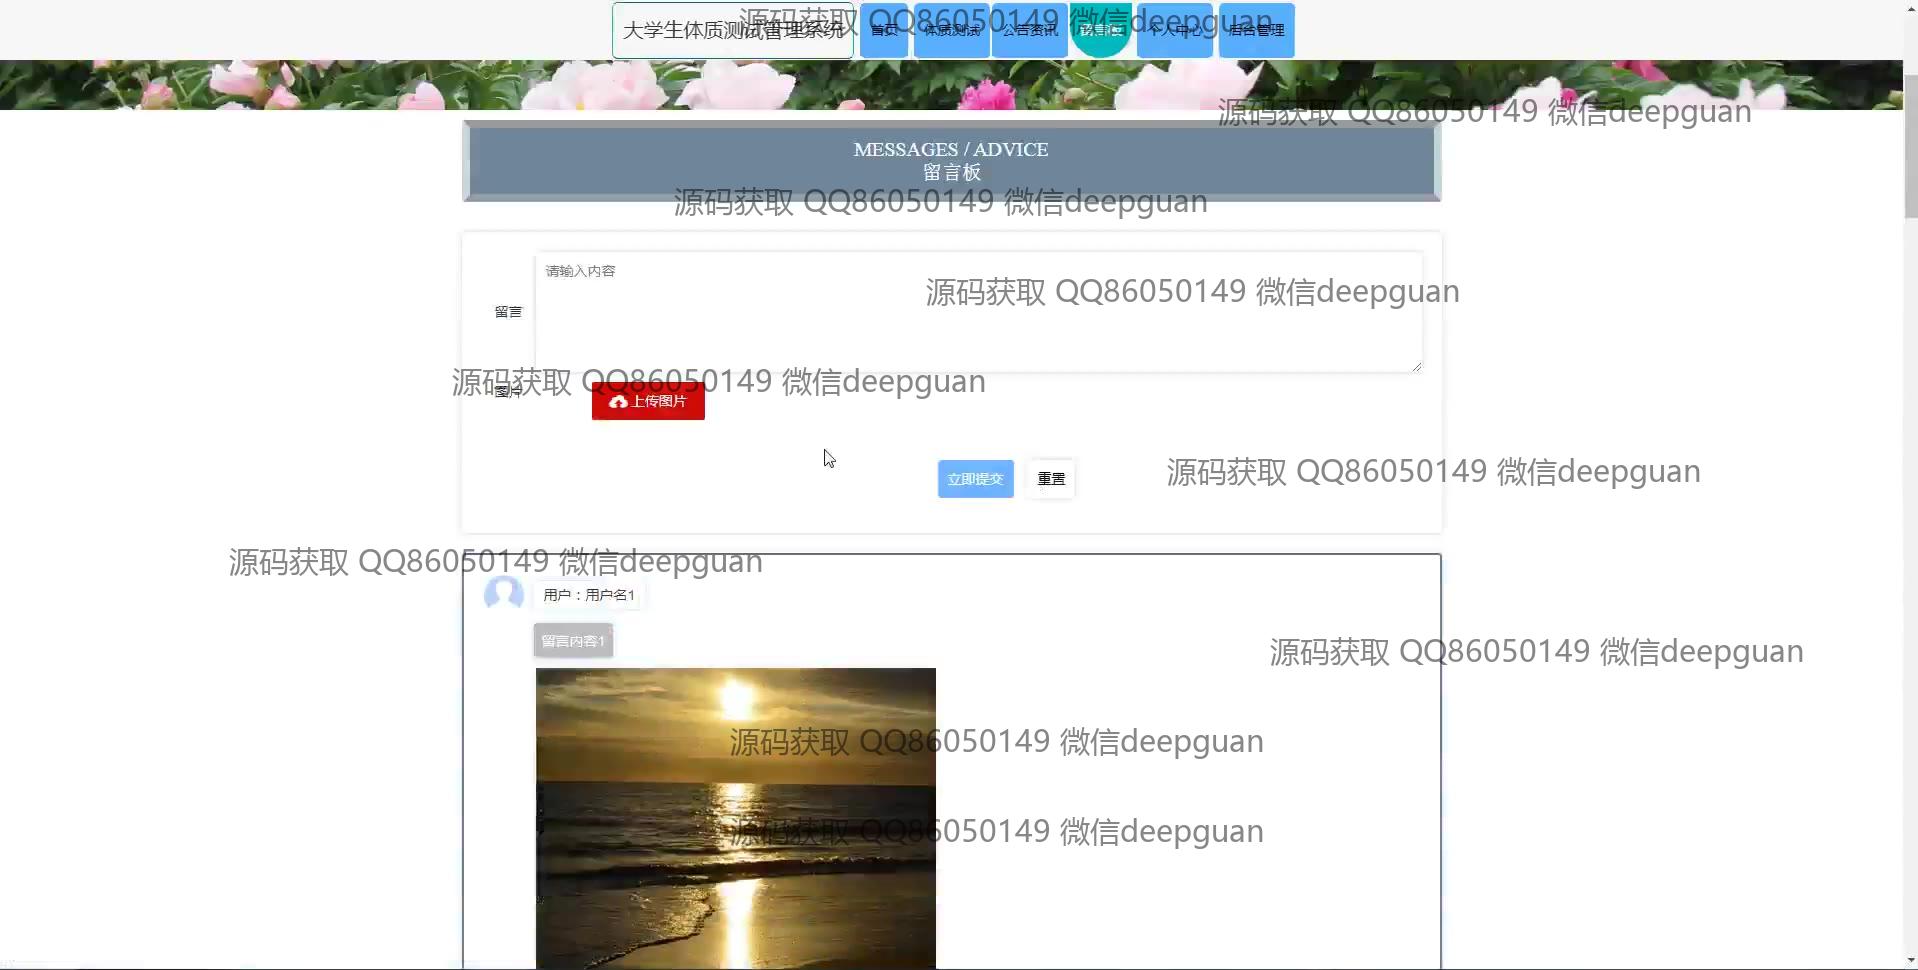 大学生体质测试管理系统 首页 体质测试 公告资讯 留言板 个人中心 后台管理
源码获取 QQ86050149 微信deepguan
源码获取 QQ86050149 微信deepguan
MESSAGES / ADVICE
留言板
源码获取 QQ86050149 微信deepguan
请输入内容
源码获取 QQ86050149 微信deepguan
留言
源码获取 QQ86050149 微信deepguan
图片
上传图片
源码获取 QQ86050149 微信deepguan
立即提交 重置
源码获取 QQ86050149 微信deepguan
用户：用户名1
留言内容1
源码获取 QQ86050149 微信deepguan
源码获取 QQ86050149 微信deepguan
源码获取 QQ86050149 微信deepguan